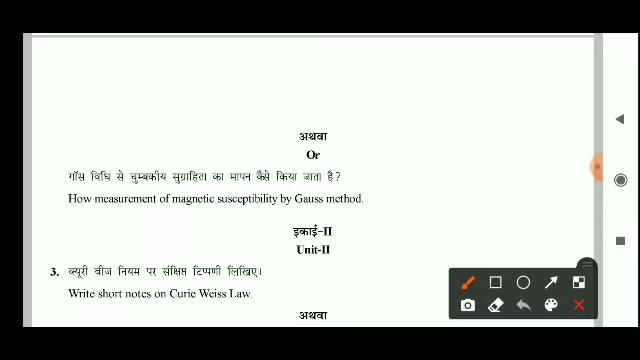 अथवा
Or
गॉस विधि से चुम्बकीय सुग्राहिता का मापन कैसे किया जाता है?
How measurement of magnetic susceptibility by Gauss method.
इकाई-II
Unit-II
3. क्यूरी वीज नियम पर संक्षिप्त टिप्पणी लिखिए।
Write short notes on Curie Weiss Law.
अथवा